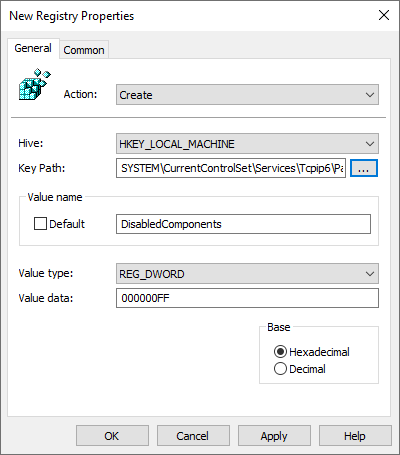 New Registry Properties
General Common
Action: Create
Hive: HKEY_LOCAL_MACHINE
Key Path: SYSTEM\CurrentControlSet\Services\Tcpip6\Pa ...
Value name
Default DisabledComponents
Value type: REG_DWORD
Value data: 000000FF
Base
Hexadecimal
Decimal
OK Cancel Apply Help